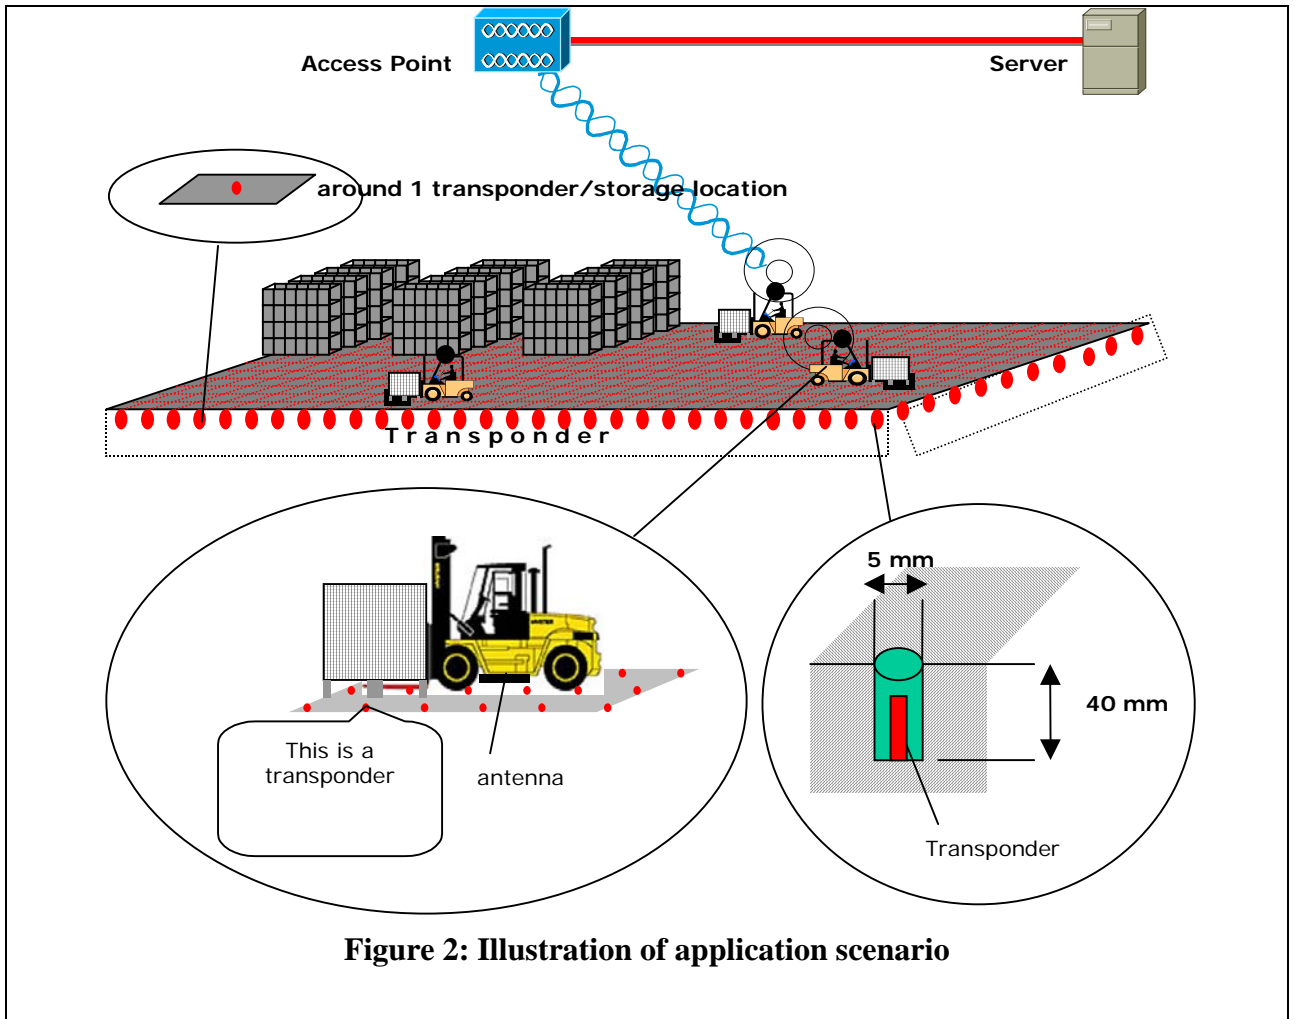 Access Point
Server
around 1 transponder/storage location
Transponder
5 mm
40 mm
This is a
transponder
antenna
Transponder
Figure 2: Illustration of application scenario